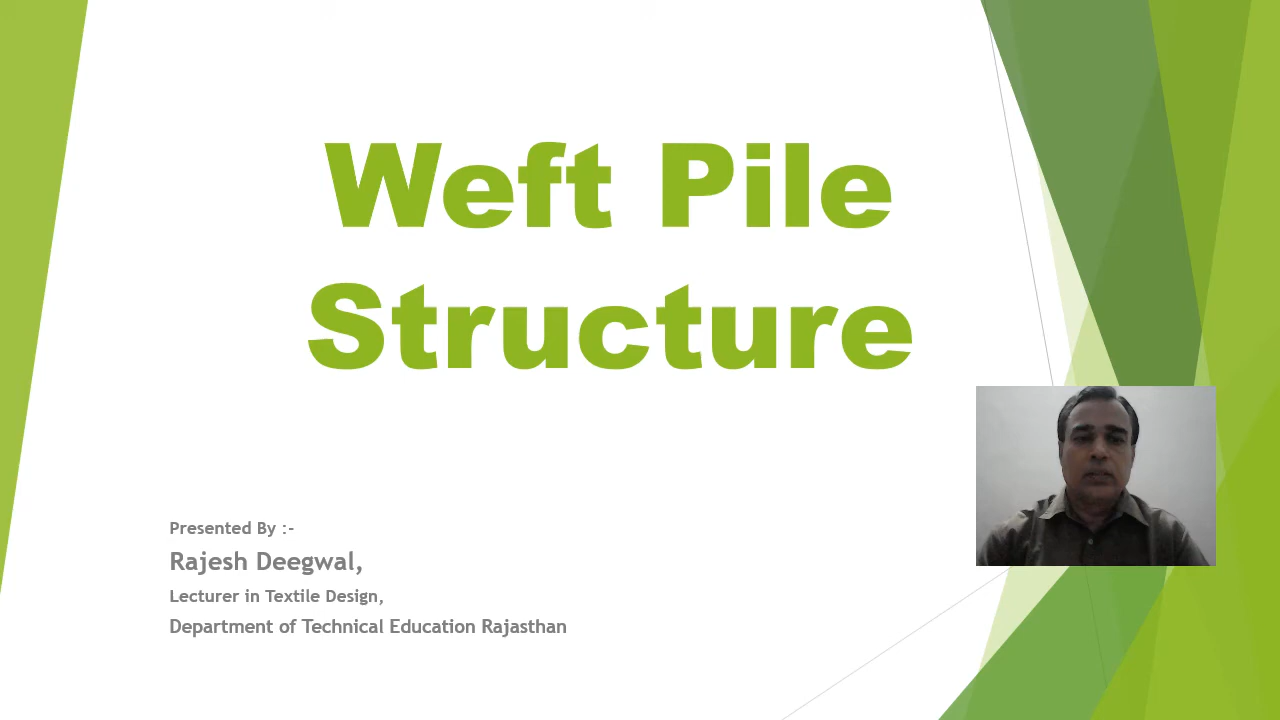 Weft Pile
Structure
Presented By :-
Rajesh Deegwal,
Lecturer in Textile Design,
Department of Technical Education Rajasthan